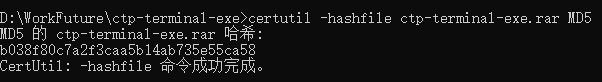 D:\WorkFuture\ctp-terminal-exe>certutil -hashfile ctp-terminal-exe.rar MD5
MD5 的 ctp-terminal-exe.rar 哈希:
b038f80c7a2f3caa5b14ab735e55ca58
CertUtil: -hashfile 命令成功完成。